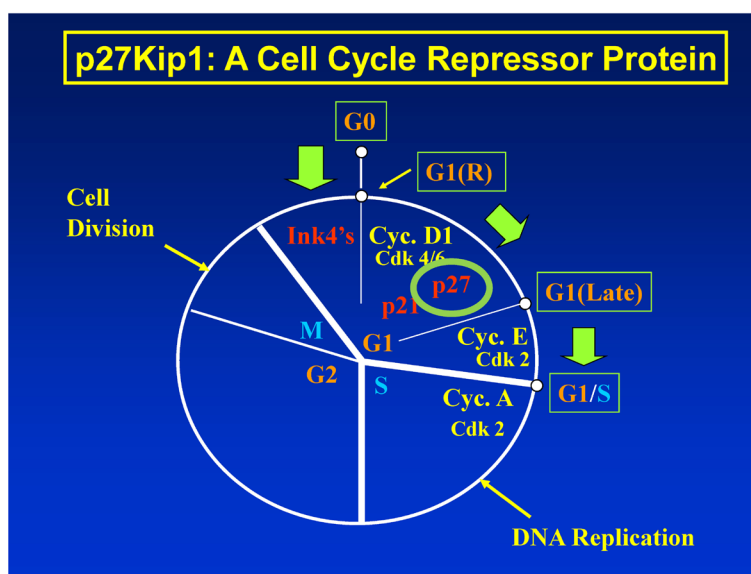 p27Kip1: A Cell Cycle Repressor Protein
G0
G1(R)
Cell
Division
Ink4's
Cyc. D1
Cdk 4/6
p27
p21
G1(Late)
G1
Cyc. E
Cdk 2
M
G2
S
Cyc. A
Cdk 2
G1/S
DNA Replication